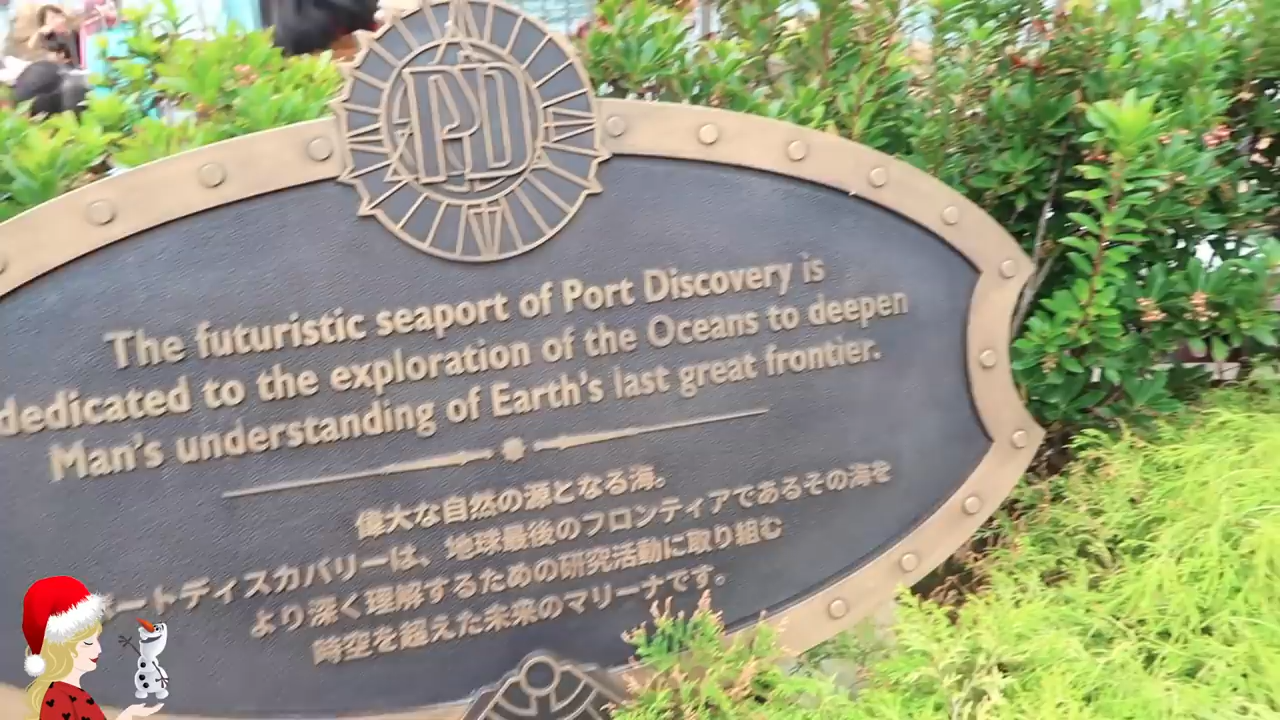 PD
The futuristic seaport of Port Discovery is
dedicated to the exploration of the Oceans to deepen
Man's understanding of Earth's last great frontier.
偉大な自然の源となる海。
ポートディスカバリーは、地球最後のフロンティアであるその海を
より深く理解するための研究活動に取り組む
時空を超えた未来のマリーナです。